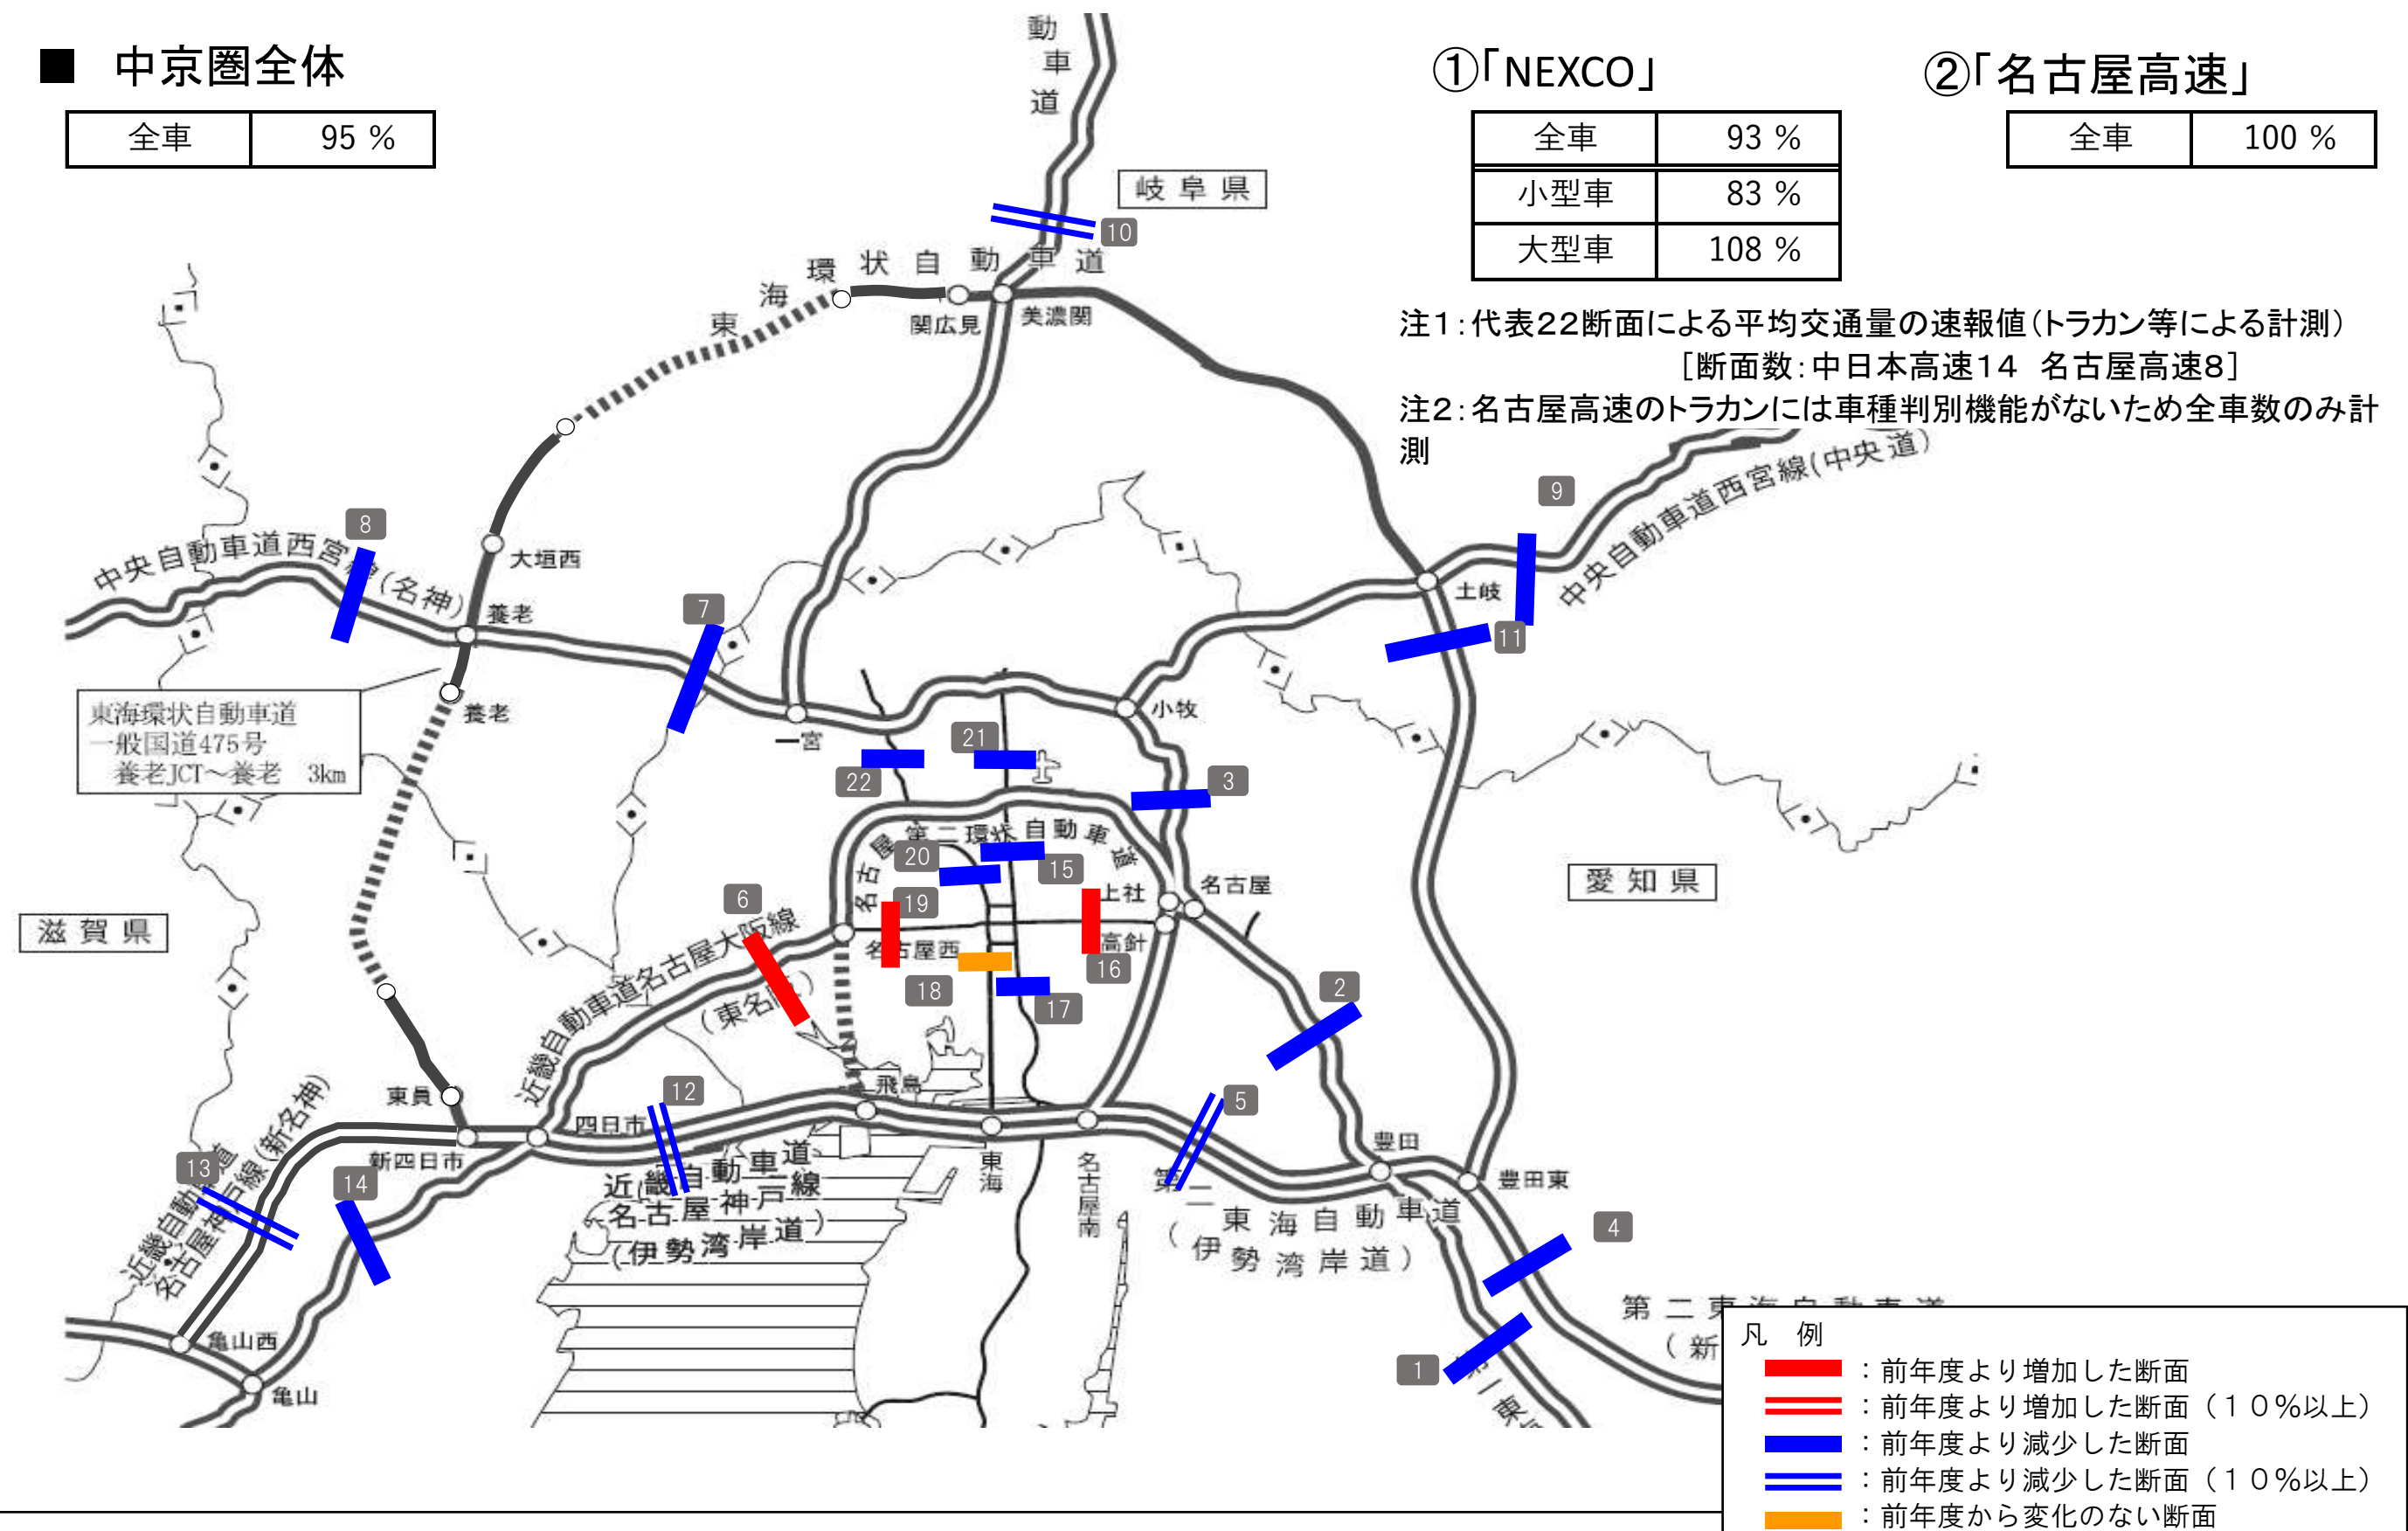 ■ 中京圏全体
全車 95 %
①「NEXCO」
全車 93 %
小型車 83 %
大型車 108 %
②「名古屋高速」
全車 100 %
注１：代表２２断面による平均交通量の速報値（トラカン等による計測）
［断面数：中日本高速１４ 名古屋高速８］
注２：名古屋高速のトラカンには車種判別機能がないため全車数のみ計
測
動車道
岐阜県
10
東海環状自動車道
関広見
美濃関
9
中央自動車道西宮線(中央道)
8
中央自動車道西宮線(名神)
大垣西
養老
7
土岐
11
東海環状自動車道
一般国道475号
養老JCT～養老 3km
養老
一宮
小牧
21
22
3
名古屋第二環状自動車道
20
15
愛知県
滋賀県
6
19
上社
名古屋
名古屋西
高針
16
18
17
2
近畿自動車道名古屋大阪線
(東名阪)
飛島
東員
12
四日市
5
新四日市
13
14
近畿自動車道
名古屋神戸線(新名神)
近畿自動車道
名古屋神戸線
(伊勢湾岸道)
東海
名古屋南
豊田
豊田東
第二東海自動車道
(伊勢湾岸道)
4
亀山西
亀山
1
第二東海自動車道
(新
第一東
凡 例
：前年度より増加した断面
：前年度より増加した断面（１０％以上）
：前年度より減少した断面
：前年度より減少した断面（１０％以上）
：前年度から変化のない断面